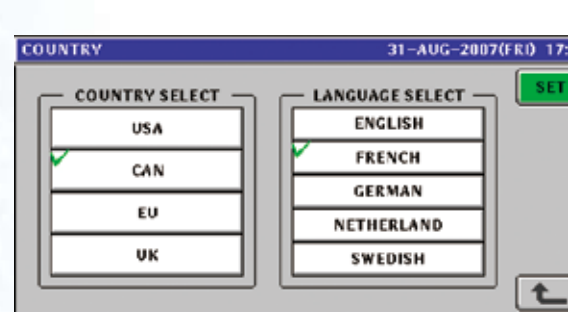 COUNTRY 31-AUG-2007(FRI) 17:
SET
COUNTRY SELECT
USA
CAN
EU
UK
LANGUAGE SELECT
ENGLISH
FRENCH
GERMAN
NETHERLAND
SWEDISH